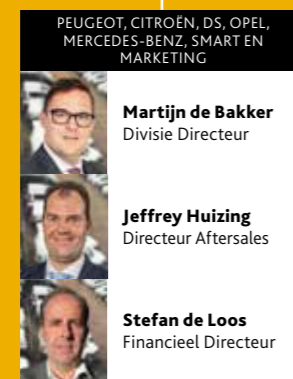 PEUGEOT, CITROËN, DS, OPEL,
MERCEDES-BENZ, SMART EN
MARKETING
Martijn de Bakker
Divisie Directeur
Jeffrey Huizing
Directeur Aftersales
Stefan de Loos
Financieel Directeur